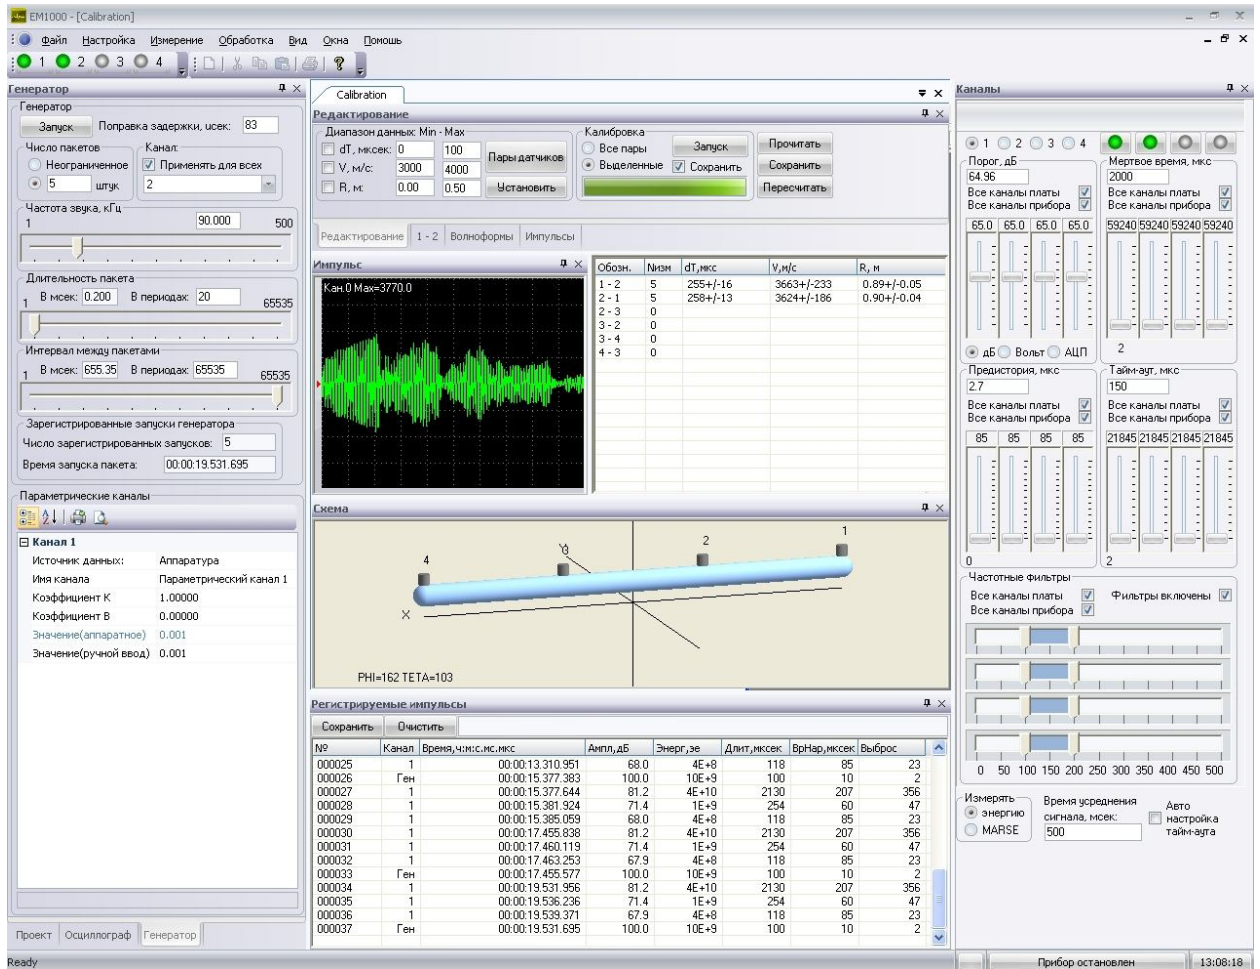 EM1000 - [Calibration]
Файл Настройка Измерение Обработка Вид Окна Помошь
1 2 3 4
Генератор
Генератор
Запуск Поправка задержки, uсек: 83
Число пакетов Канал:
Неограниченное Применять для всех
5 штук 2
Частота звука, кГц
1 90.000 500
Длительность пакета
1 В мсек: 0.200 В периодах: 20 65535
Интервал между пакетами
1 В мсек: 655.35 В периодах: 65535 65535
Зарегистрированные запуски генератора
Число зарегистрированных запусков: 5
Время запуска пакета: 00:00:19.531.695
Параметрические каналы
Канал 1
Источник данных: Аппаратура
Имя канала Параметрический канал 1
Коэффициент К 1.00000
Коэффициент В 0.00000
Значение(аппаратное) 0.001
Значение(ручной ввод) 0.001
Проект Осциллограф Генератор
Calibration
Редактирование
Диапазон данных: Min - Max
dT, мксек: 0 100
V, м/с: 3000 4000
R, м: 0.00 0.50
Пары датчиков
Установить
Калибровка
Все пары Запуск
Выделенные Сохранить
Прочитать
Сохранить
Пересчитать
Редактирование 1 - 2 Волноформы Импульсы
Импульс
Кан.0 Max=3770.0
Обозн. Nизм dT,мкс V,м/с R, м
1 - 2 5 255+/-16 3663+/-233 0.89+/-0.05
2 - 1 5 258+/-13 3624+/-186 0.90+/-0.04
2 - 3 0
3 - 2 0
3 - 4 0
4 - 3 0
Схема
1
2
3
Y
4
X
PHI=162 TETA=103
Регистрируемые импульсы
Сохранить Очистить
Nº Канал Время,ч:м:с.мс.мкс Ампл,дБ Энерг,эе Длит,мксек ВрНар,мксек Выброс
000025 1 00:00:13.310.951 68.0 4E+8 118 85 23
000026 Ген 00:00:15.377.383 100.0 10E+9 100 10 2
000027 1 00:00:15.377.644 81.2 4E+10 2130 207 356
000028 1 00:00:15.381.924 71.4 1E+9 254 60 47
000029 1 00:00:15.385.059 68.0 4E+8 118 85 23
000030 1 00:00:17.455.838 81.2 4E+10 2130 207 356
000031 1 00:00:17.460.119 71.4 1E+9 254 60 47
000032 1 00:00:17.463.253 67.9 4E+8 118 85 23
000033 Ген 00:00:17.455.577 100.0 10E+9 100 10 2
000034 1 00:00:19.531.956 81.2 4E+10 2130 207 356
000035 1 00:00:19.536.236 71.4 1E+9 254 60 47
000036 1 00:00:19.539.371 67.9 4E+8 118 85 23
000037 Ген 00:00:19.531.695 100.0 10E+9 100 10 2
Каналы
1 2 3 4
Порог, дБ
64.96
Все каналы платы
Все каналы прибора
65.0 65.0 65.0 65.0
дБ Вольт АЦП
Мертвое время, мкс
2000
Все каналы платы
Все каналы прибора
59240 59240 59240 59240
2
Предистория, мкс
2.7
Все каналы платы
Все каналы прибора
85 85 85 85
0
Тайм-аут, мкс
150
Все каналы платы
Все каналы прибора
21845 21845 21845 21845
2
Частотные фильтры
Все каналы платы Фильтры включены
Все каналы прибора
0 50 100 150 200 250 300 350 400 450 500
Измерять
энергию
MARSE
Время усреднения
сигнала, мсек:
500
Авто
настройка
тайм-аута
Ready Прибор остановлен 13:08:18